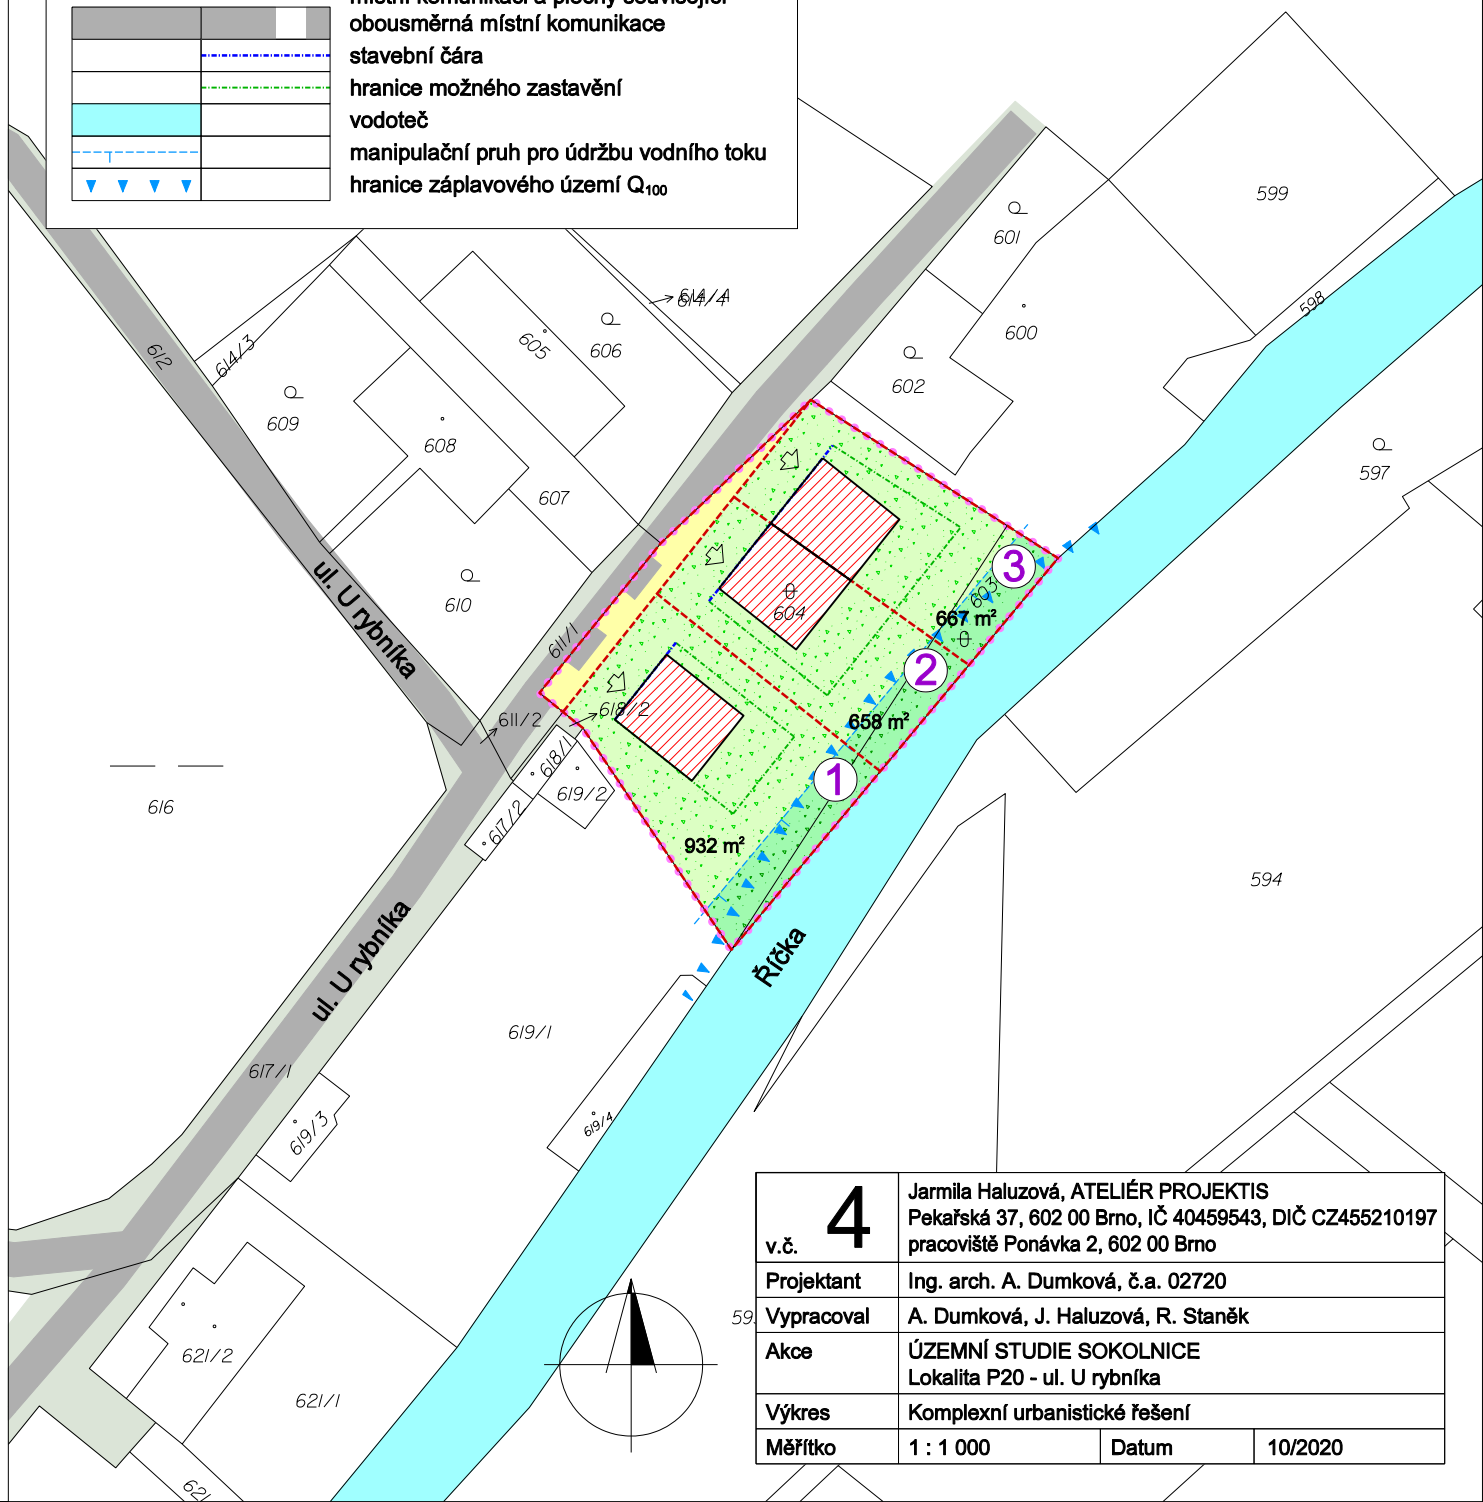 místní komunikací a plochy související
obousměrná místní komunikace
stavební čára
hranice možného zastavění
vodoteč
manipulační pruh pro údržbu vodního toku
hranice záplavového území Q₁₀₀
599
601
598
600
614/4
605
606
612
614/3
602
609
608
597
607
ul. U rybníka
610
3
603
604
667 m²
611/1
2
618/2
611/2
658 m²
618/1
1
616
619/2
617/2
932 m²
594
ul. U rybníka
Říčka
619/1
617/1
619/4
619/3
621/2
621/1
v.č. 4
Jarmila Haluzová, ATELIÉR PROJEKTIS
Pekařská 37, 602 00 Brno, IČ 40459543, DIČ CZ455210197
pracoviště Ponávka 2, 602 00 Brno
Projektant Ing. arch. A. Dumková, č.a. 02720
Vypracoval A. Dumková, J. Haluzová, R. Staněk
Akce ÚZEMNÍ STUDIE SOKOLNICE
Lokalita P20 - ul. U rybníka
Výkres Komplexní urbanistické řešení
Měřítko 1 : 1 000 Datum 10/2020